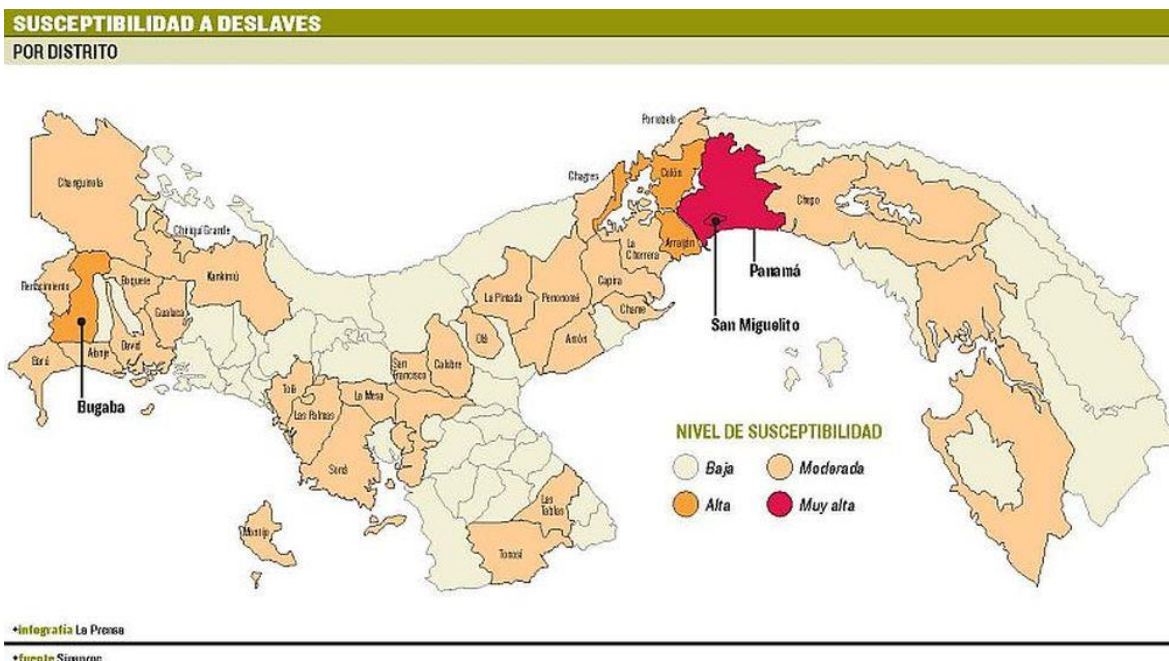 SUSCEPTIBILIDAD A DESLAVES
POR DISTRITO
Portobelo
Changuinola
Chagres
Colón
Chepo
Chiriquí Grande
Arraiján
La
Chorrera
Kankintú
Panamá
Renacimiento
Boquete
Capira
La Pintada
Penonomé
Gualaca
Chame
San Miguelito
Olá
Antón
Barú
Alanje
David
San
Francisco
Calobre
Bugaba
Tolé
La Mesa
Las Palmas
NIVEL DE SUSCEPTIBILIDAD
Baja
Moderada
Soná
Alta
Muy alta
Las
Tablas
Montijo
Tonosí
•infografía La Prensa
•fuente Sinaproc